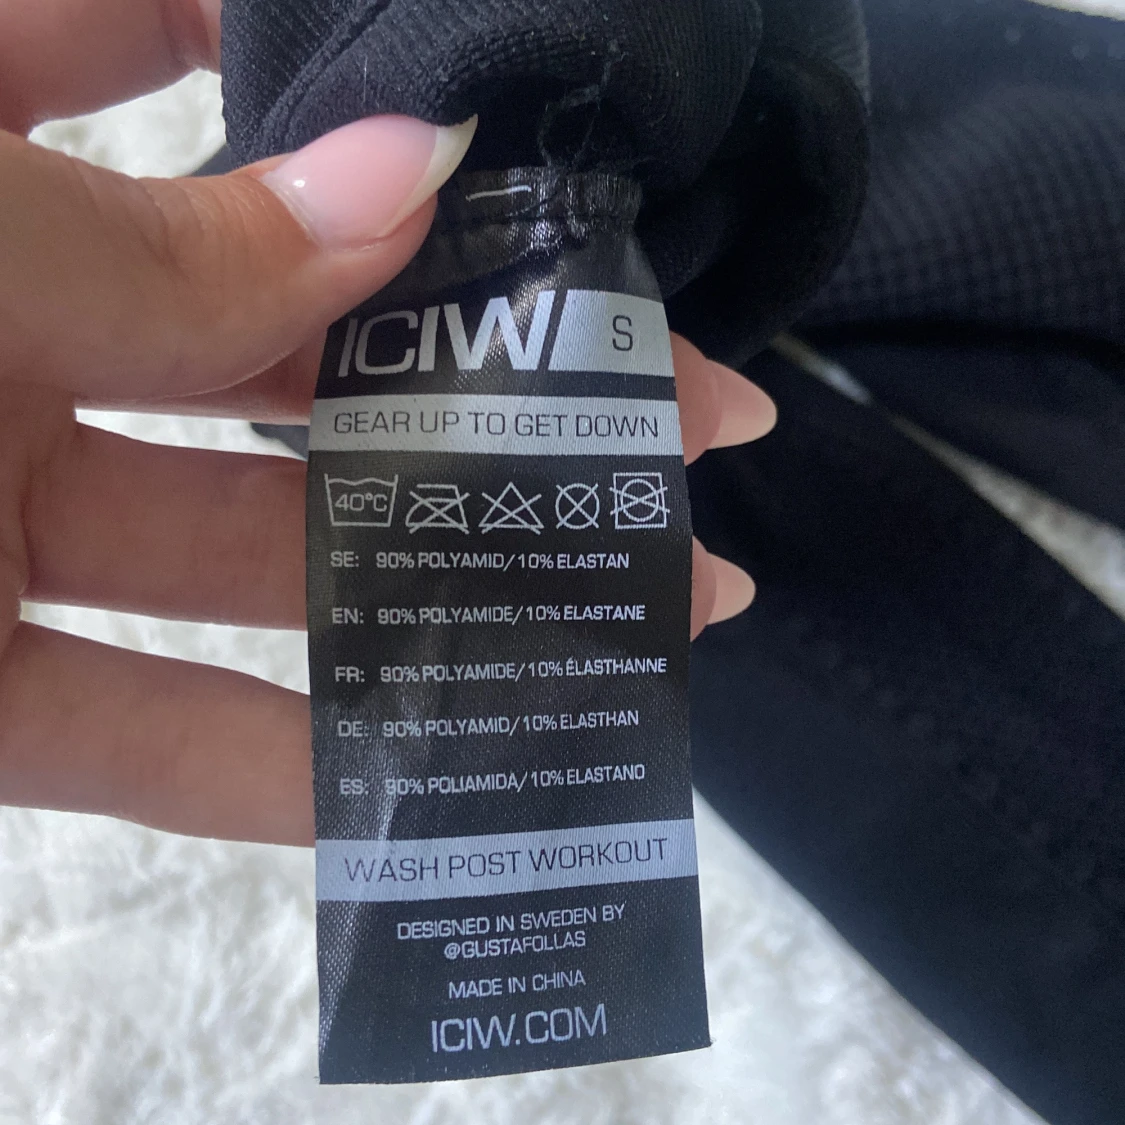 ICIW S
GEAR UP TO GET DOWN
40°C
SE: 90% POLYAMID/10% ELASTAN
EN: 90% POLYAMIDE/10% ELASTANE
FR: 90% POLYAMIDE/10% ÉLASTHANNE
DE: 90% POLYAMID/10% ELASTHAN
ES: 90% POLIAMIDA/10% ELASTANO
WASH POST WORKOUT
DESIGNED IN SWEDEN BY
@GUSTAFOLLAS
MADE IN CHINA
ICIW.COM